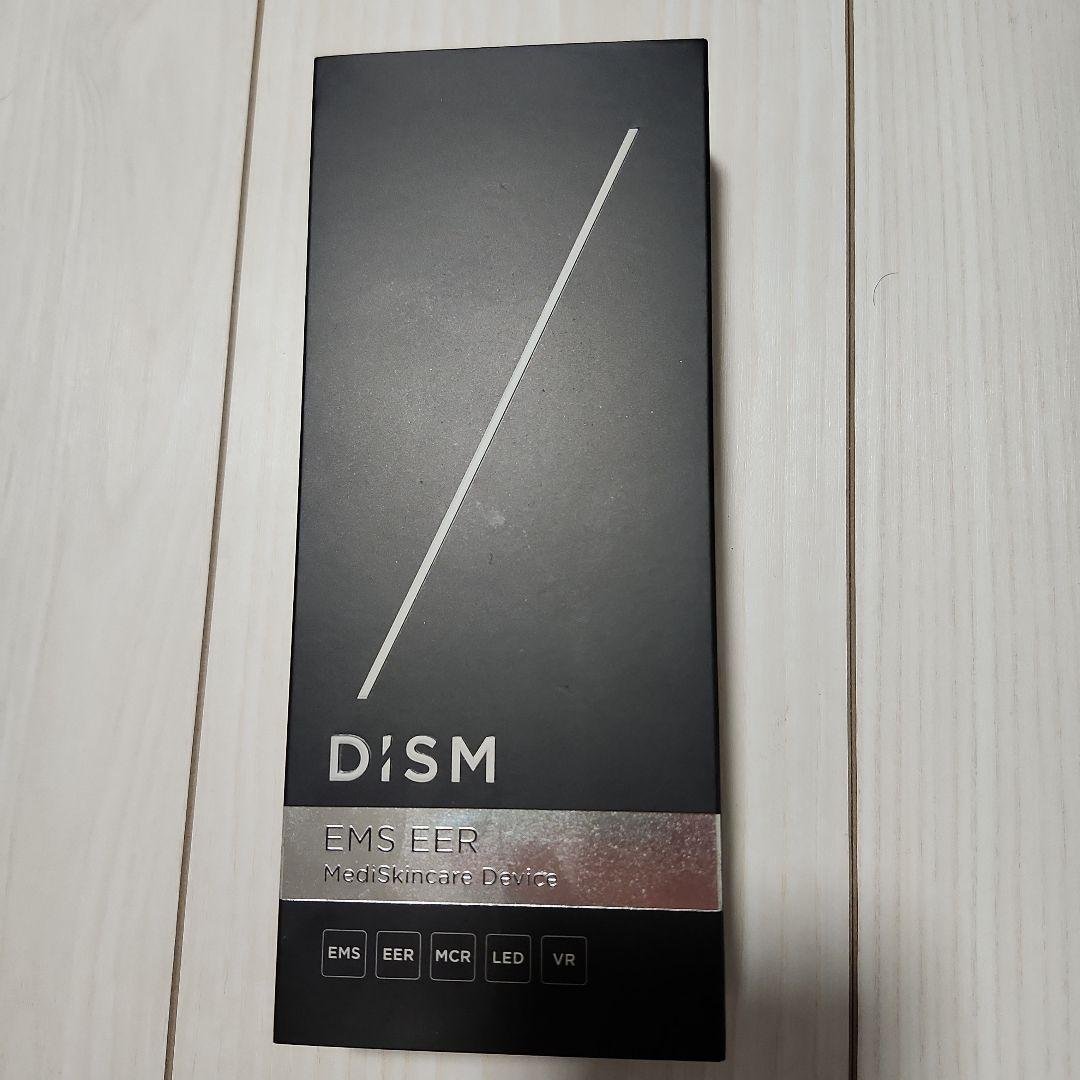 DISM
EMS EER
MediSkincare Device
EMS EER MCR LED VR